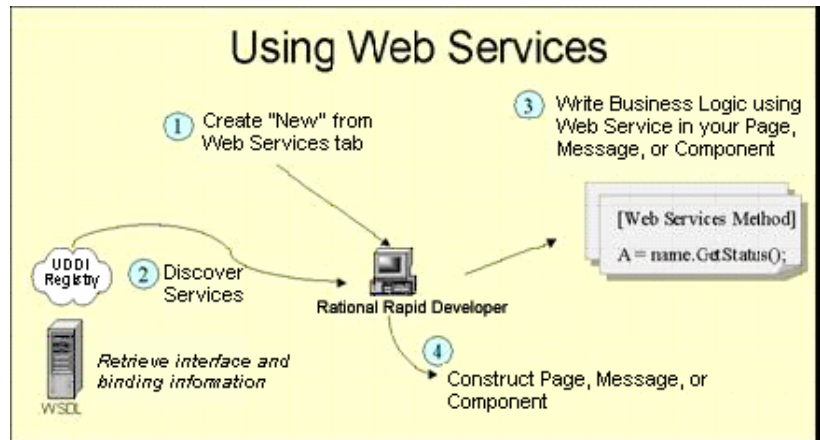 Using Web Services
1
Create "New" from
Web Services tab
3
Write Business Logic using
Web Service in your Page,
Message, or Component
[Web Services Method]
A = name.GetStatus();
UDDI
Registry
2
Discover
Services
Rational Rapid Developer
Retrieve interface and
binding information
WSDL
4
Construct Page, Message, or
Component